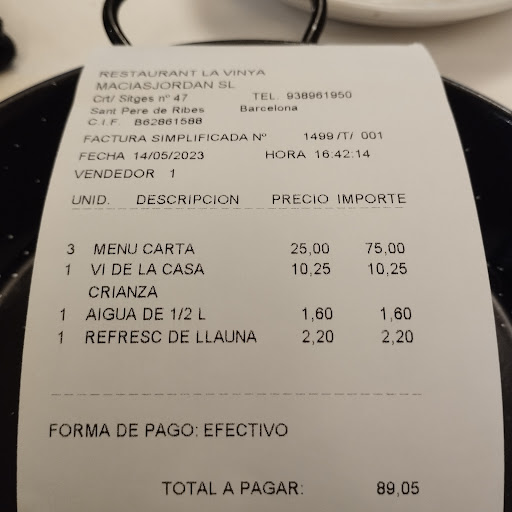 RESTAURANT LA VINYA
MACIASJORDAN SL
Crt/ Sitges nº 47 TEL. 938961950
Sant Pere de Ribes Barcelona
C.I.F. B62861588
FACTURA SIMPLIFICADA Nº 1499/T/ 001
FECHA 14/05/2023 HORA 16:42:14
VENDEDOR 1
UNID. DESCRIPCION PRECIO IMPORTE
3 MENU CARTA 25,00 75,00
1 VI DE LA CASA 10,25 10,25
CRIANZA
1 AIGUA DE 1/2 L 1,60 1,60
1 REFRESC DE LLAUNA 2,20 2,20
FORMA DE PAGO: EFECTIVO
TOTAL A PAGAR: 89,05